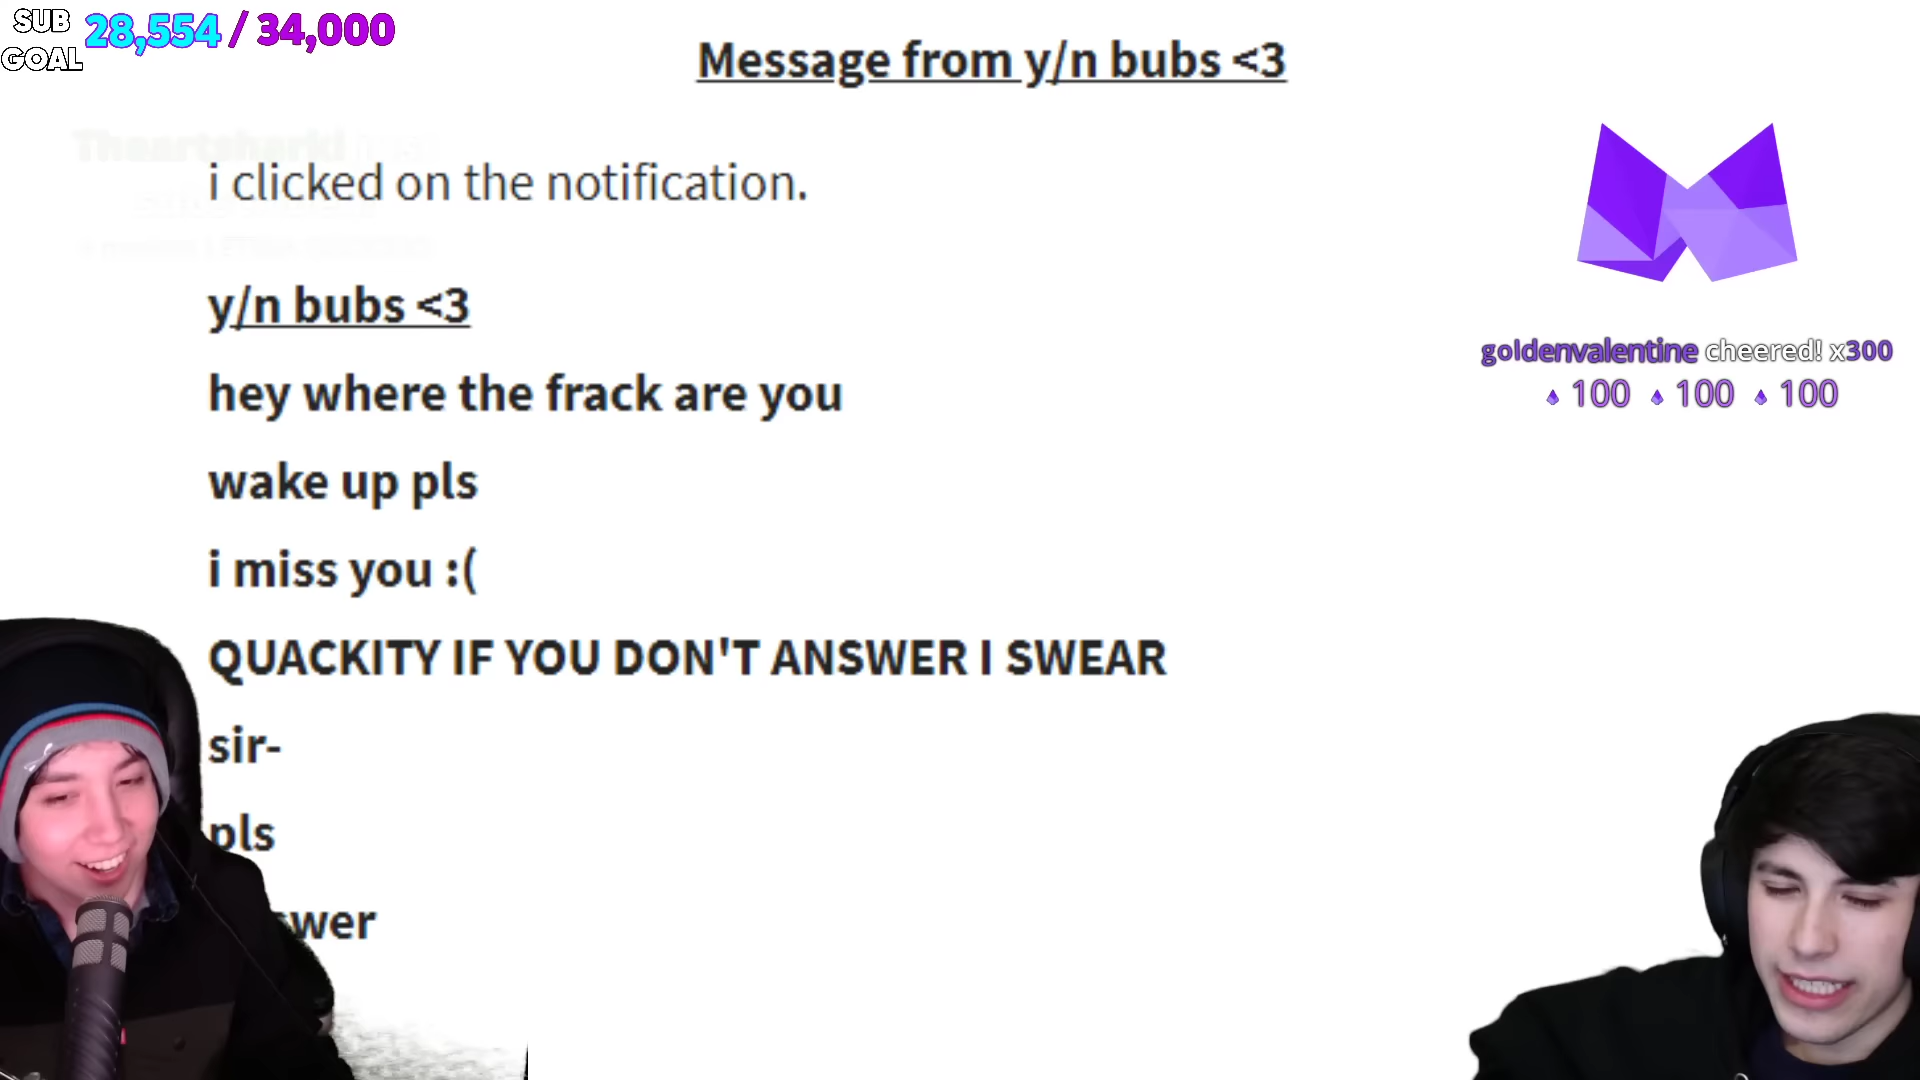 SUB
GOAL
28,554 / 34,000
Message from y/n bubs <3
i clicked on the notification.
y/n bubs <3
hey where the frack are you
wake up pls
i miss you :(
QUACKITY IF YOU DON'T ANSWER I SWEAR
sir-
pls
swer
goldenvalentine cheered! x300
100 100 100